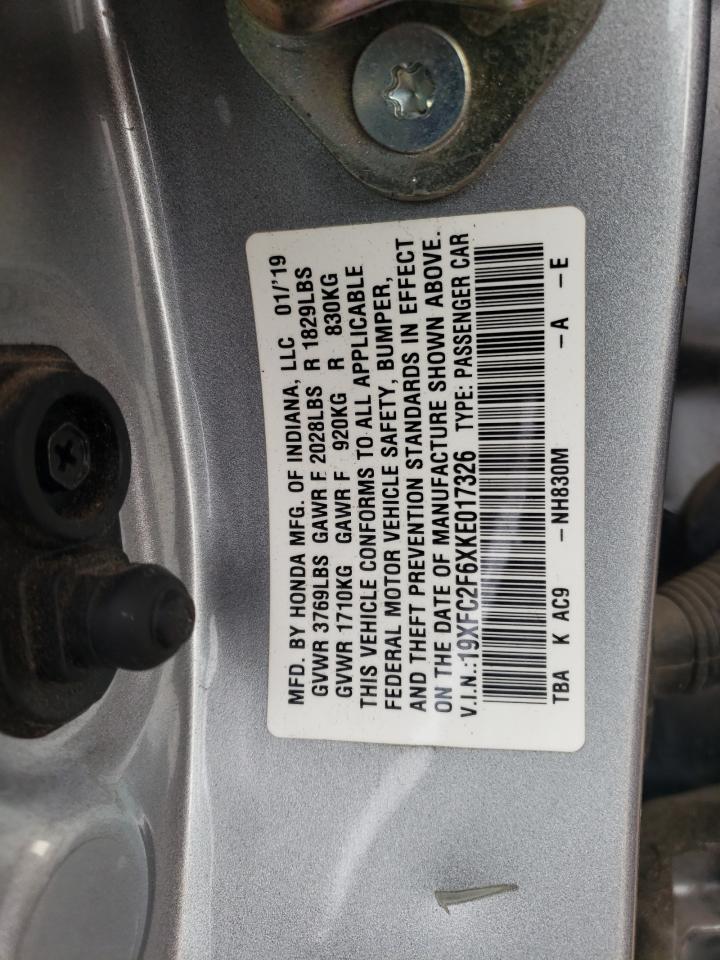 MFD. BY HONDA MFG. OF INDIANA, LLC 01/'19
GVWR 3769LBS GAWR F 2028LBS R 1829LBS
GVWR 1710KG GAWR F 920KG R 830KG
THIS VEHICLE CONFORMS TO ALL APPLICABLE
FEDERAL MOTOR VEHICLE SAFETY, BUMPER,
AND THEFT PREVENTION STANDARDS IN EFFECT
ON THE DATE OF MANUFACTURE SHOWN ABOVE.
V.I.N.:19XFC2F6XKE017326 TYPE: PASSENGER CAR
TBA K AC9 -NH830M -A -E